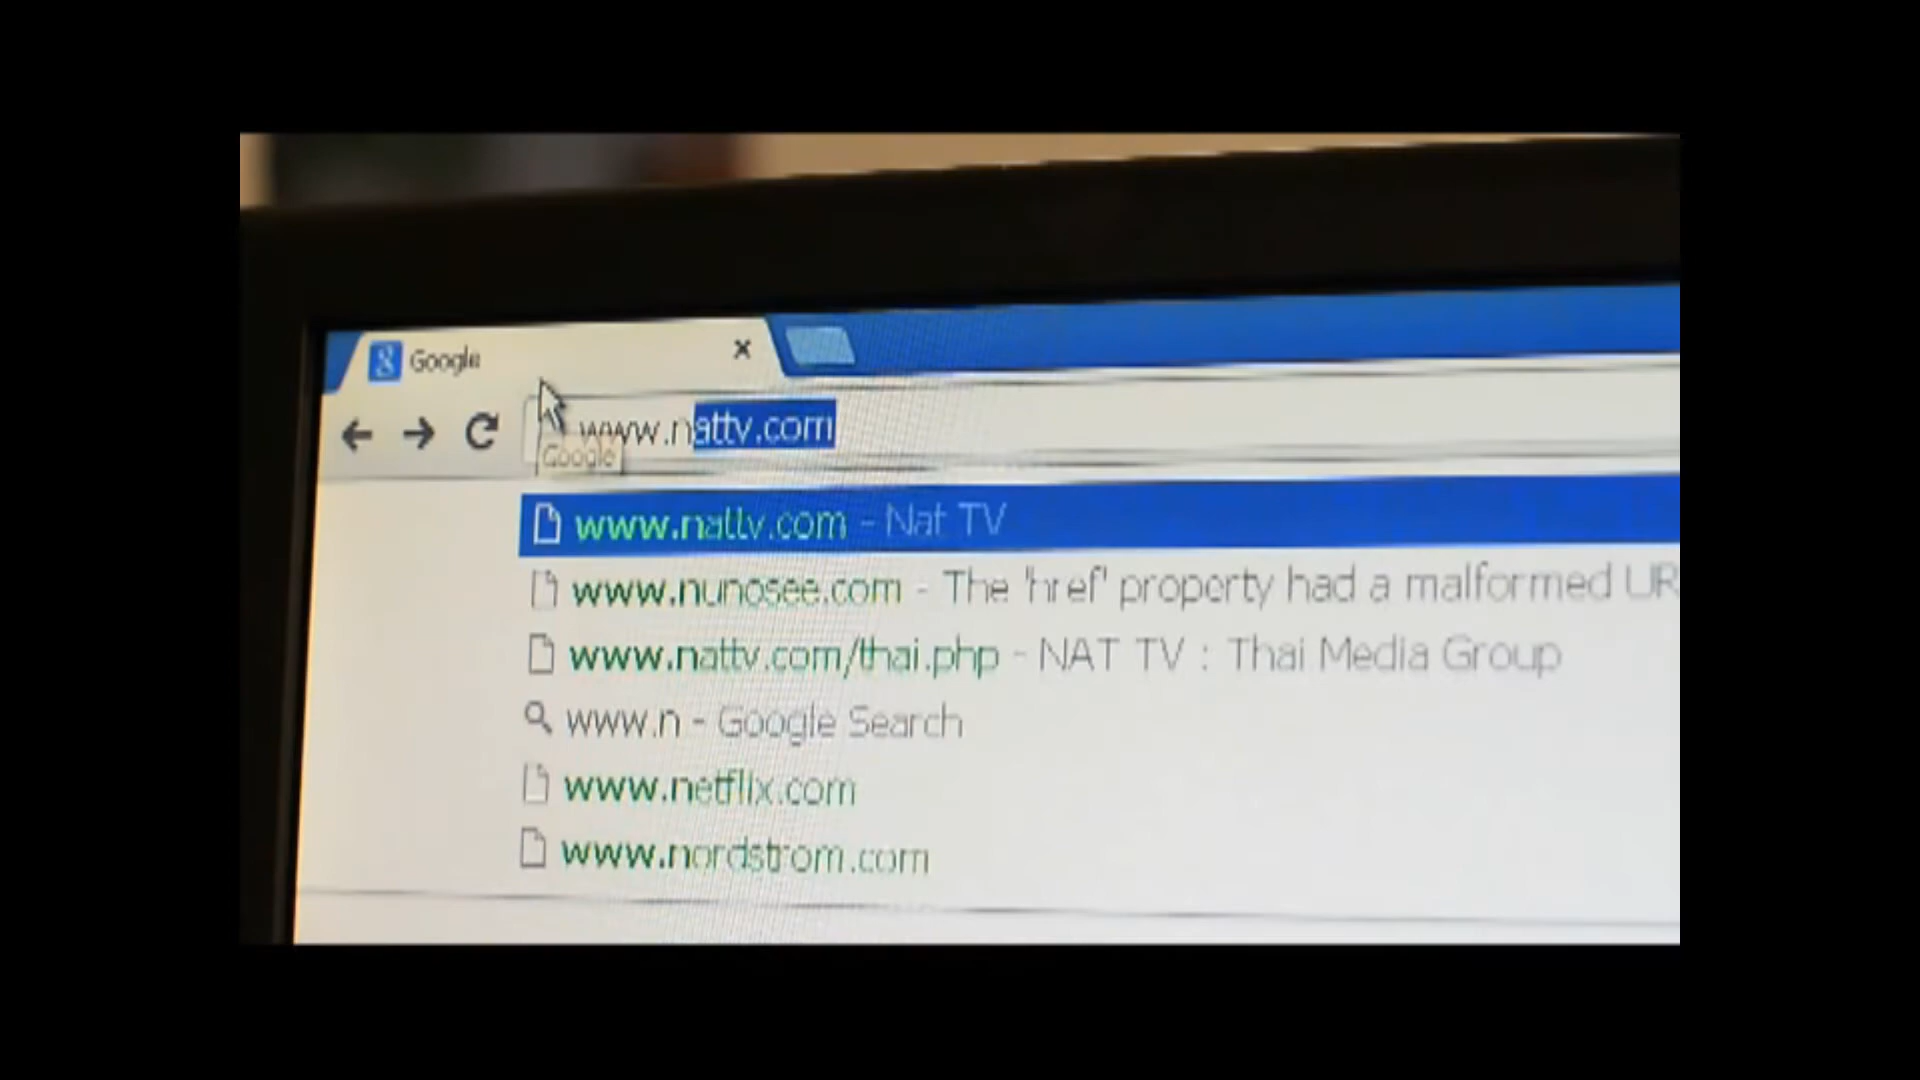 Google
www.nattv.com
Google
www.nattv.com - Nat TV
www.nunosee.com - The 'href' property had a malformed UR
www.nattv.com/thai.php - NAT TV : Thai Media Group
www.n - Google Search
www.netflix.com
www.nordstrom.com